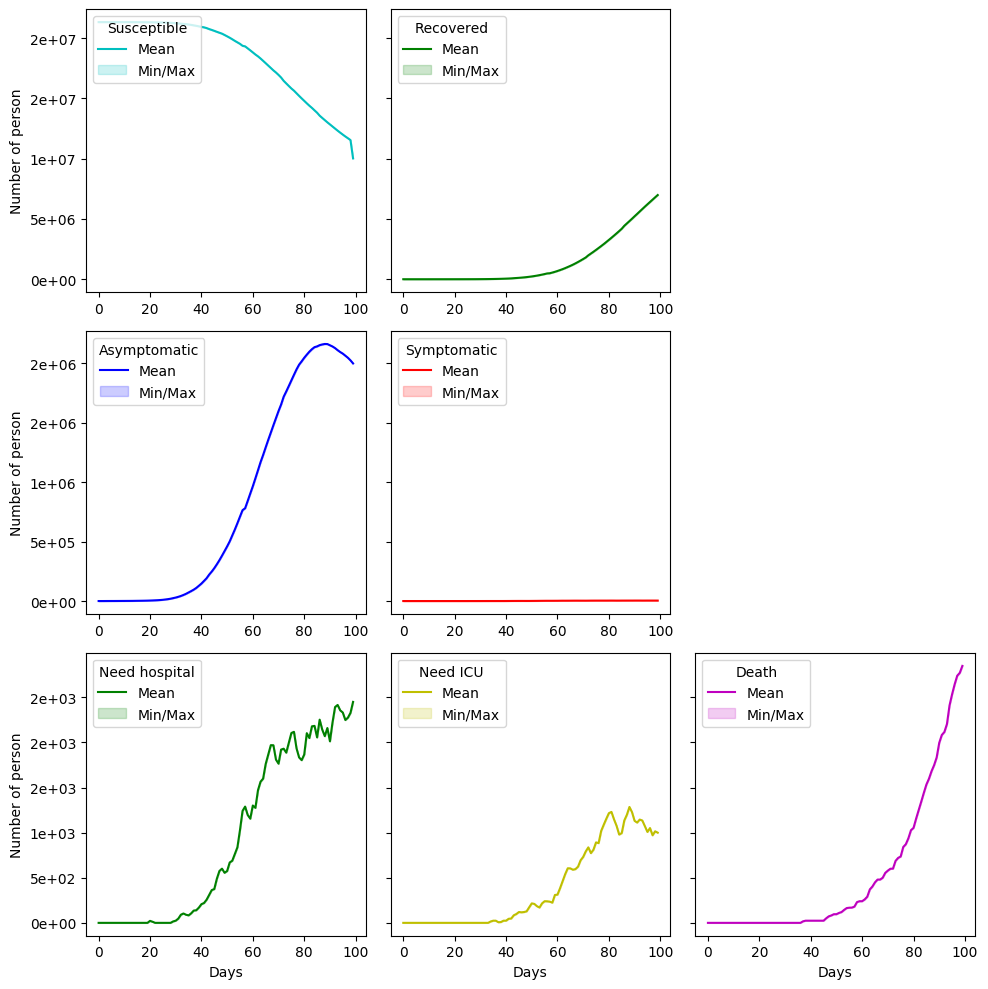 Susceptible
Mean
Min/Max
Number of person
2e+07
2e+07
1e+07
5e+06
0e+00
0 20 40 60 80 100
Recovered
Mean
Min/Max
0 20 40 60 80 100
Asymptomatic
Mean
Min/Max
Number of person
2e+06
2e+06
1e+06
5e+05
0e+00
0 20 40 60 80 100
Symptomatic
Mean
Min/Max
0 20 40 60 80 100
Need hospital
Mean
Min/Max
Number of person
2e+03
2e+03
2e+03
1e+03
5e+02
0e+00
0 20 40 60 80 100
Days
Need ICU
Mean
Min/Max
0 20 40 60 80 100
Days
Death
Mean
Min/Max
0 20 40 60 80 100
Days